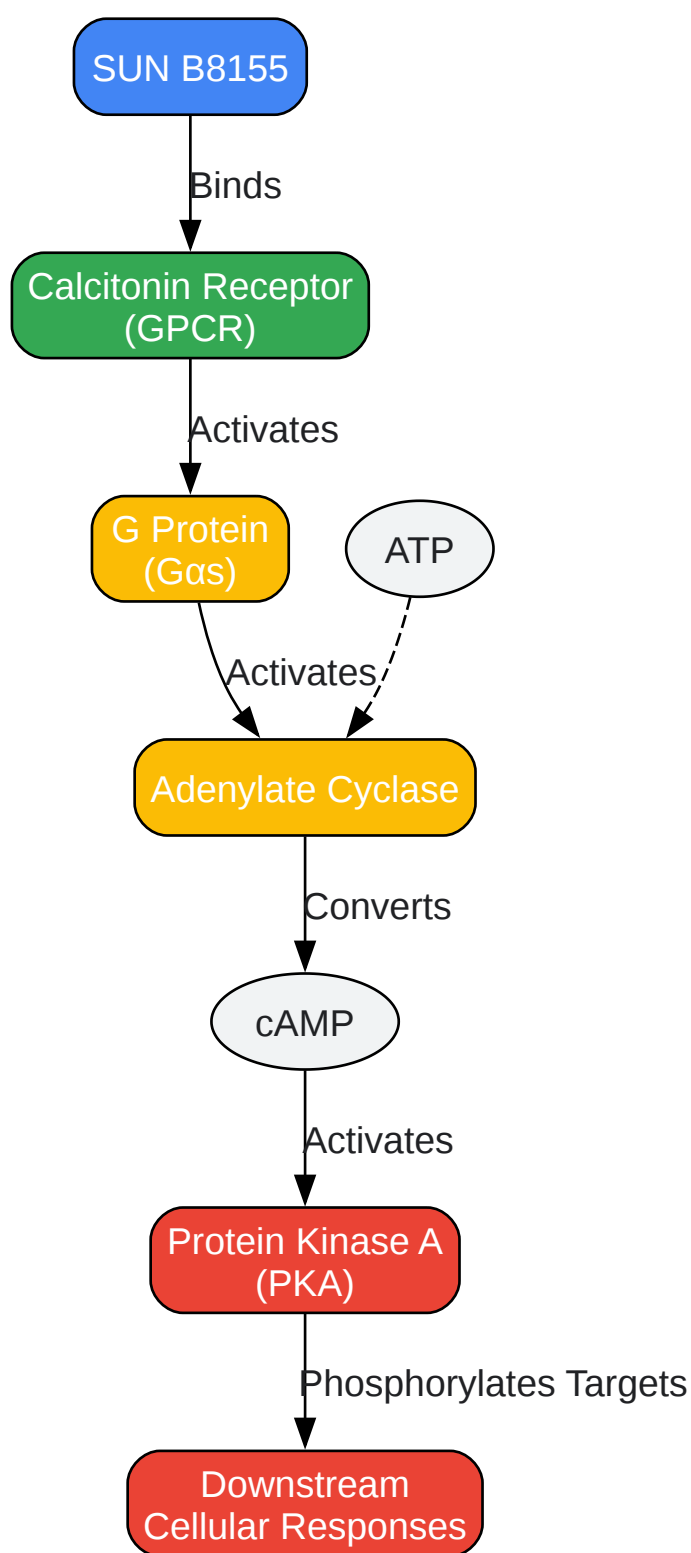 SUN B8155
Binds
Calcitonin Receptor
(GPCR)
Activates
G Protein
(Gαs)
ATP
Activates
Adenylate Cyclase
Converts
cAMP
Activates
Protein Kinase A
(PKA)
Phosphorylates Targets
Downstream
Cellular Responses